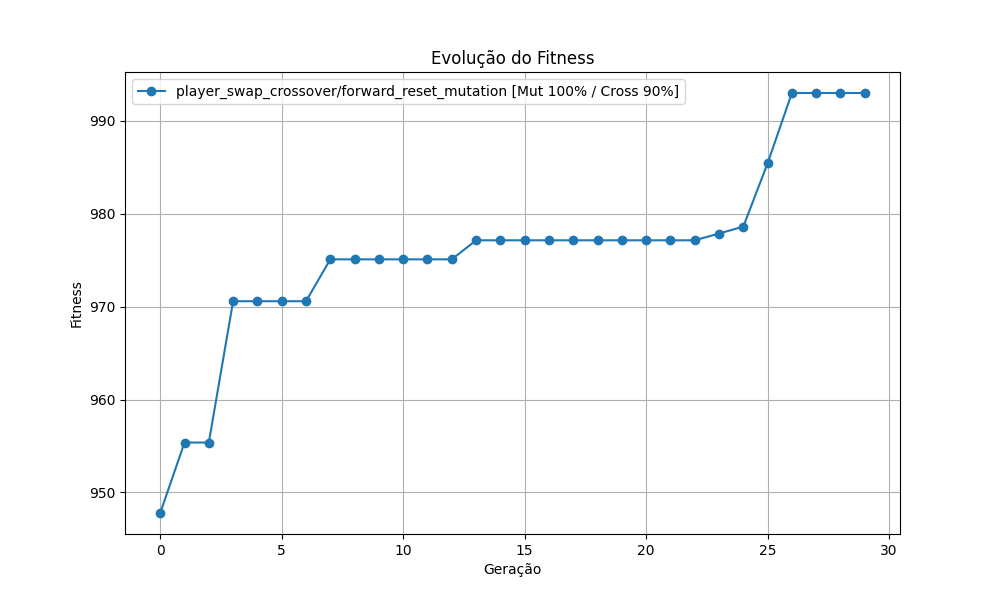 Evolução do Fitness
player_swap_crossover/forward_reset_mutation [Mut 100% / Cross 90%]
Fitness
990
980
970
960
950
0 5 10 15 20 25 30
Geração